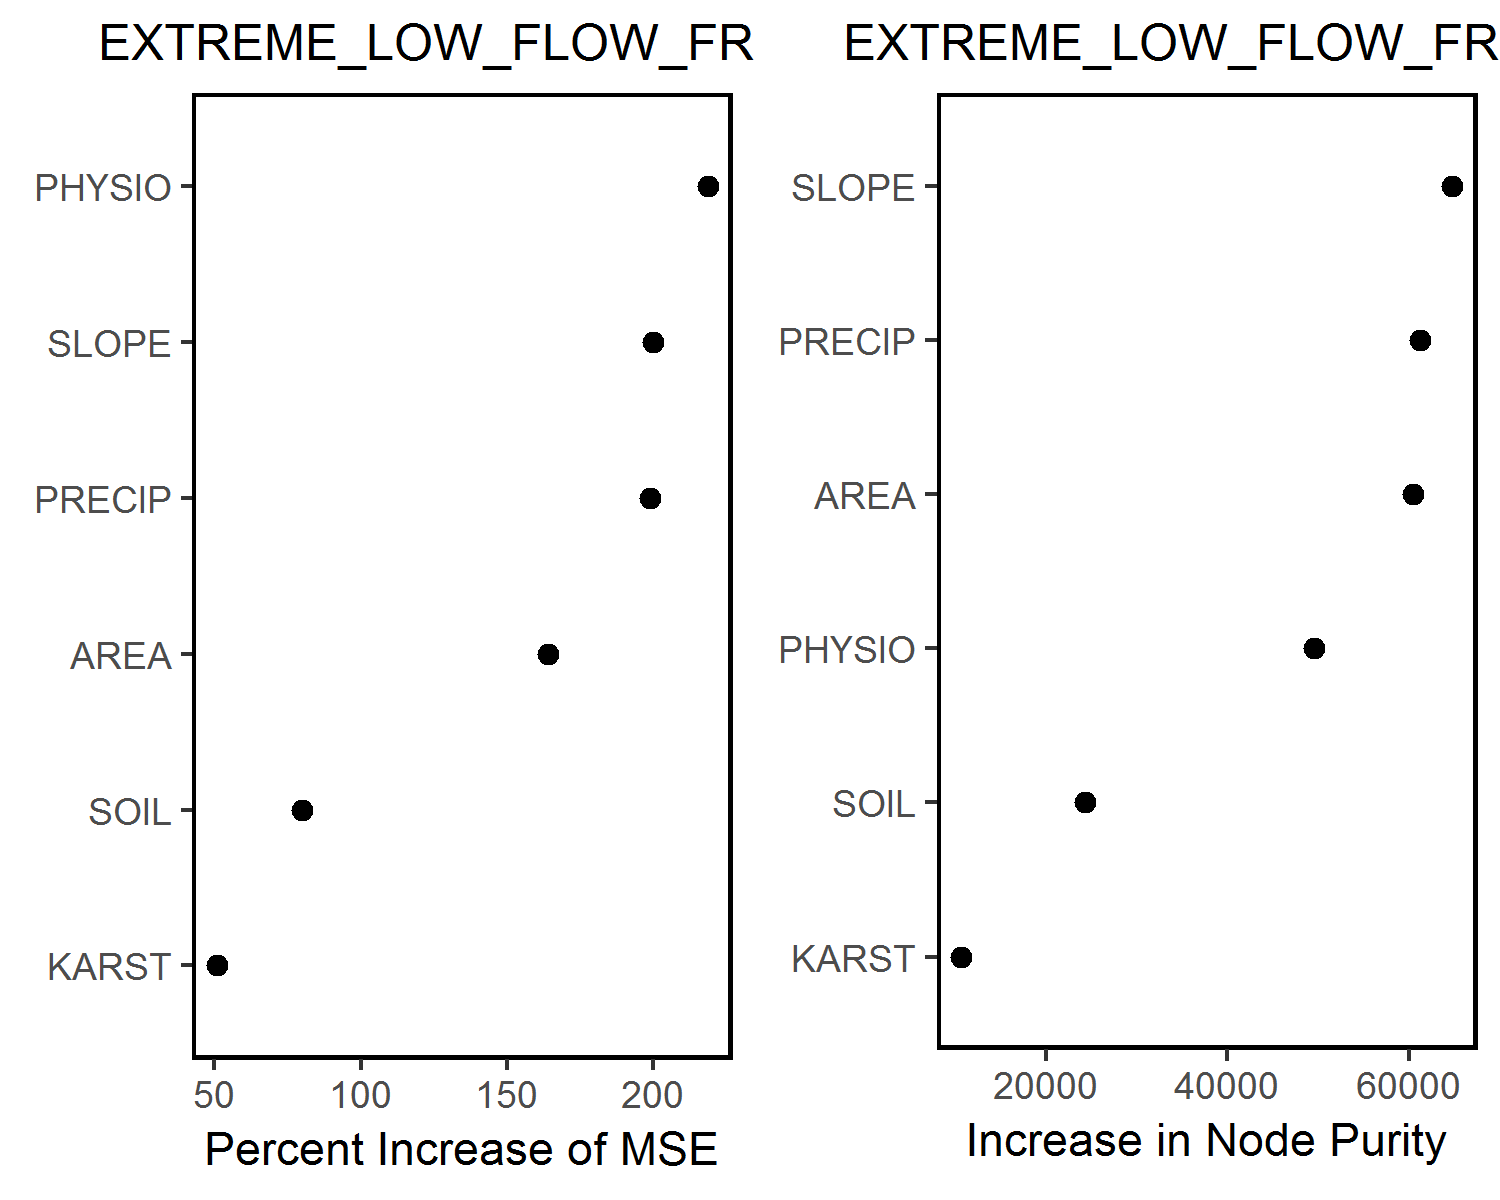 EXTREME_LOW_FLOW_FR
PHYSIO
SLOPE
PRECIP
AREA
SOIL
KARST
50 100 150 200
Percent Increase of MSE
EXTREME_LOW_FLOW_FR
SLOPE
PRECIP
AREA
PHYSIO
SOIL
KARST
20000 40000 60000
Increase in Node Purity